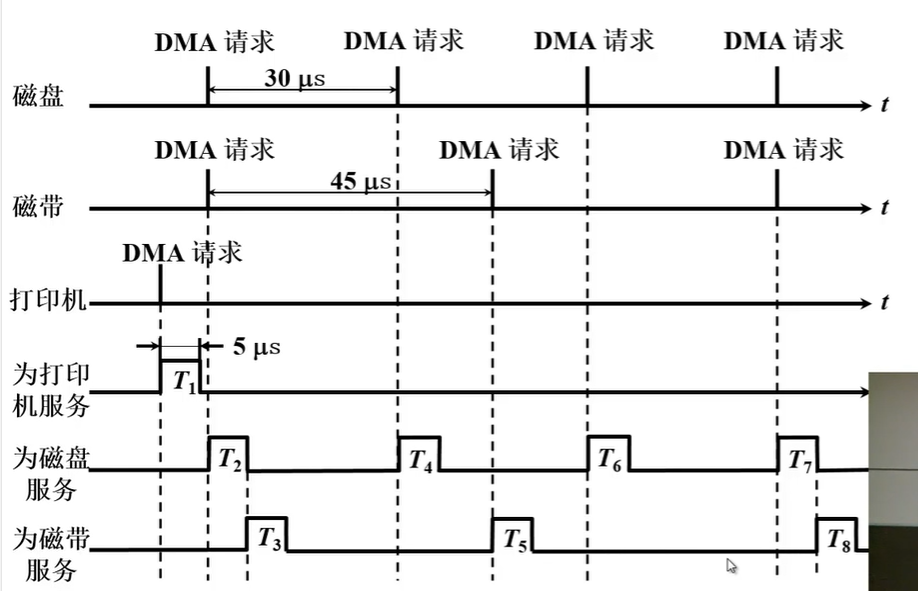 DMA 请求 DMA 请求 DMA 请求 DMA 请求
30 μs
磁盘 t
DMA 请求 DMA 请求 DMA 请求
45 μs
磁带 t
DMA 请求
打印机 t
5 μs
为打印
机服务
T1
为磁盘
服务
T2 T4 T6 T7
为磁带
服务
T3 T5 T8